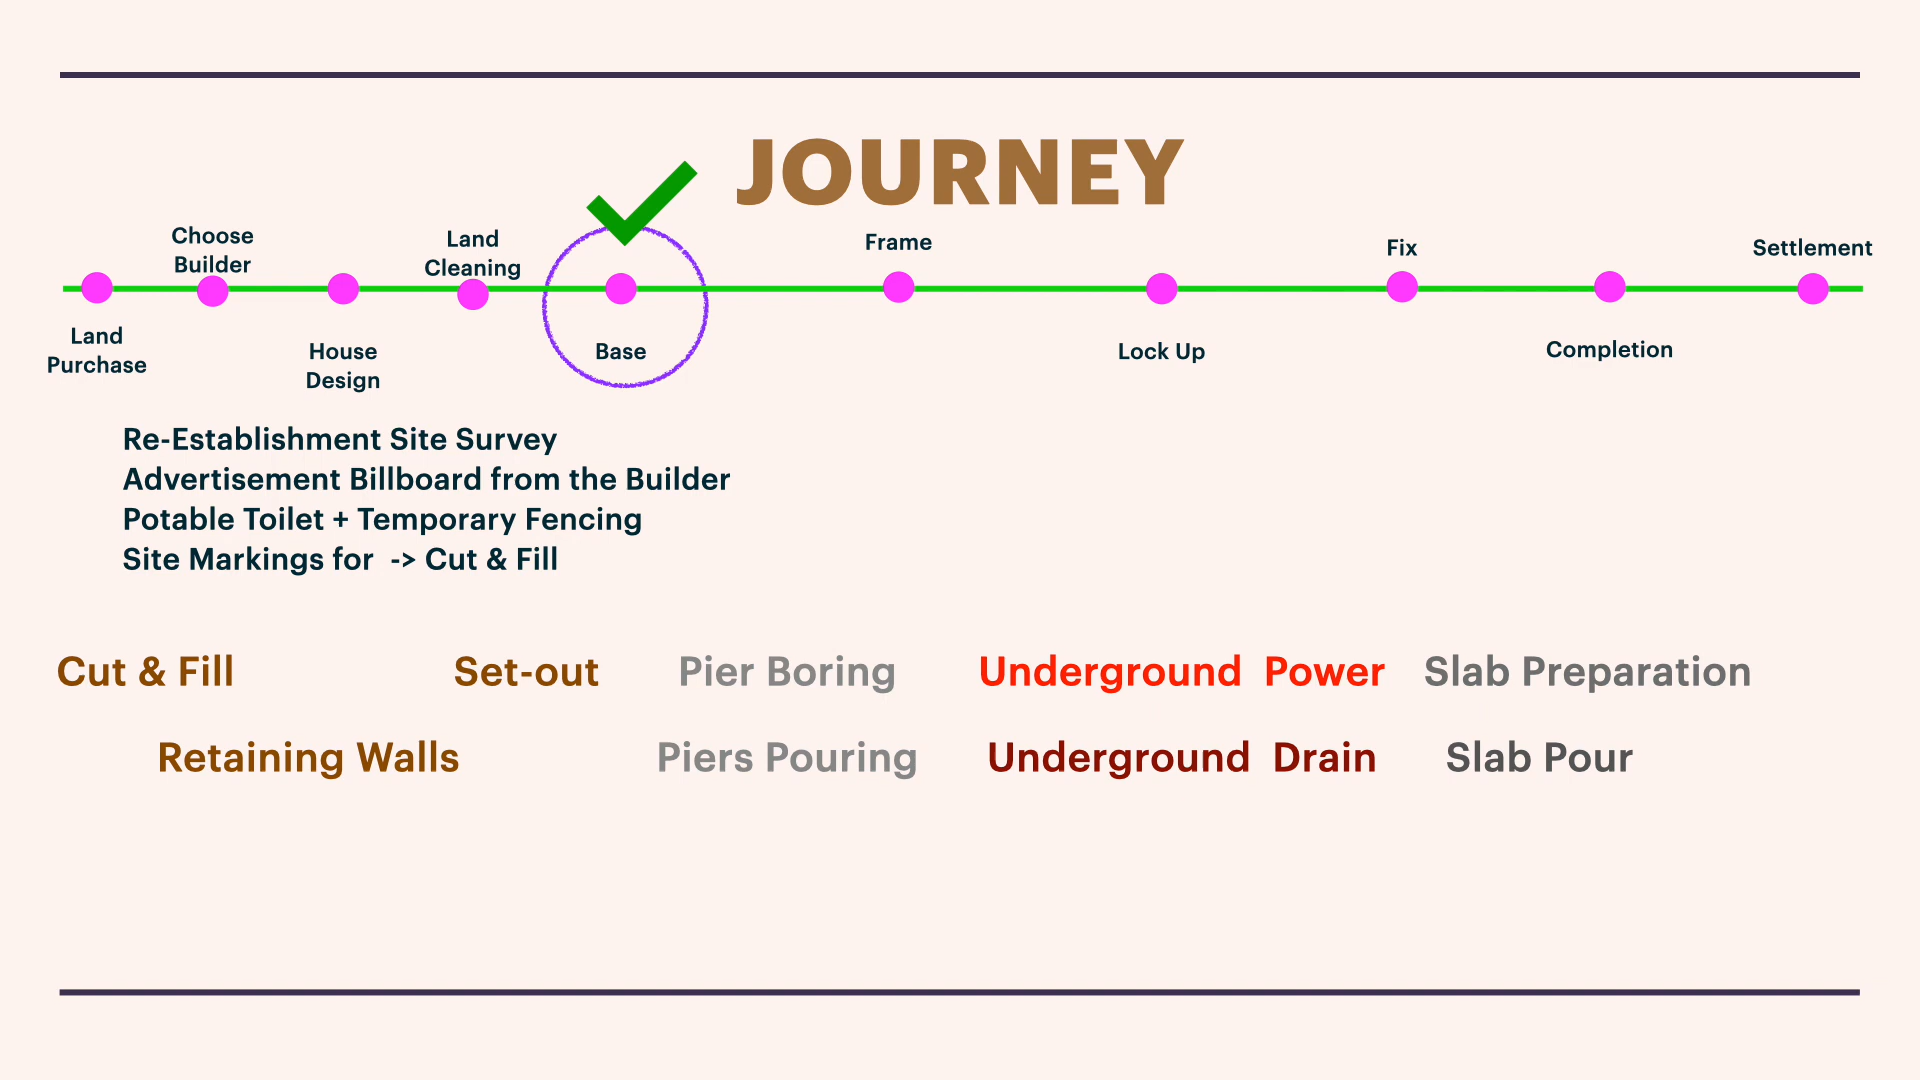 JOURNEY
Choose
Builder
Land
Cleaning
Frame
Fix
Settlement
Land
Purchase
House
Design
Base
Lock Up
Completion
Re-Establishment Site Survey
Advertisement Billboard from the Builder
Potable Toilet + Temporary Fencing
Site Markings for -> Cut & Fill
Cut & Fill
Set-out
Pier Boring
Underground Power
Slab Preparation
Retaining Walls
Piers Pouring
Underground Drain
Slab Pour